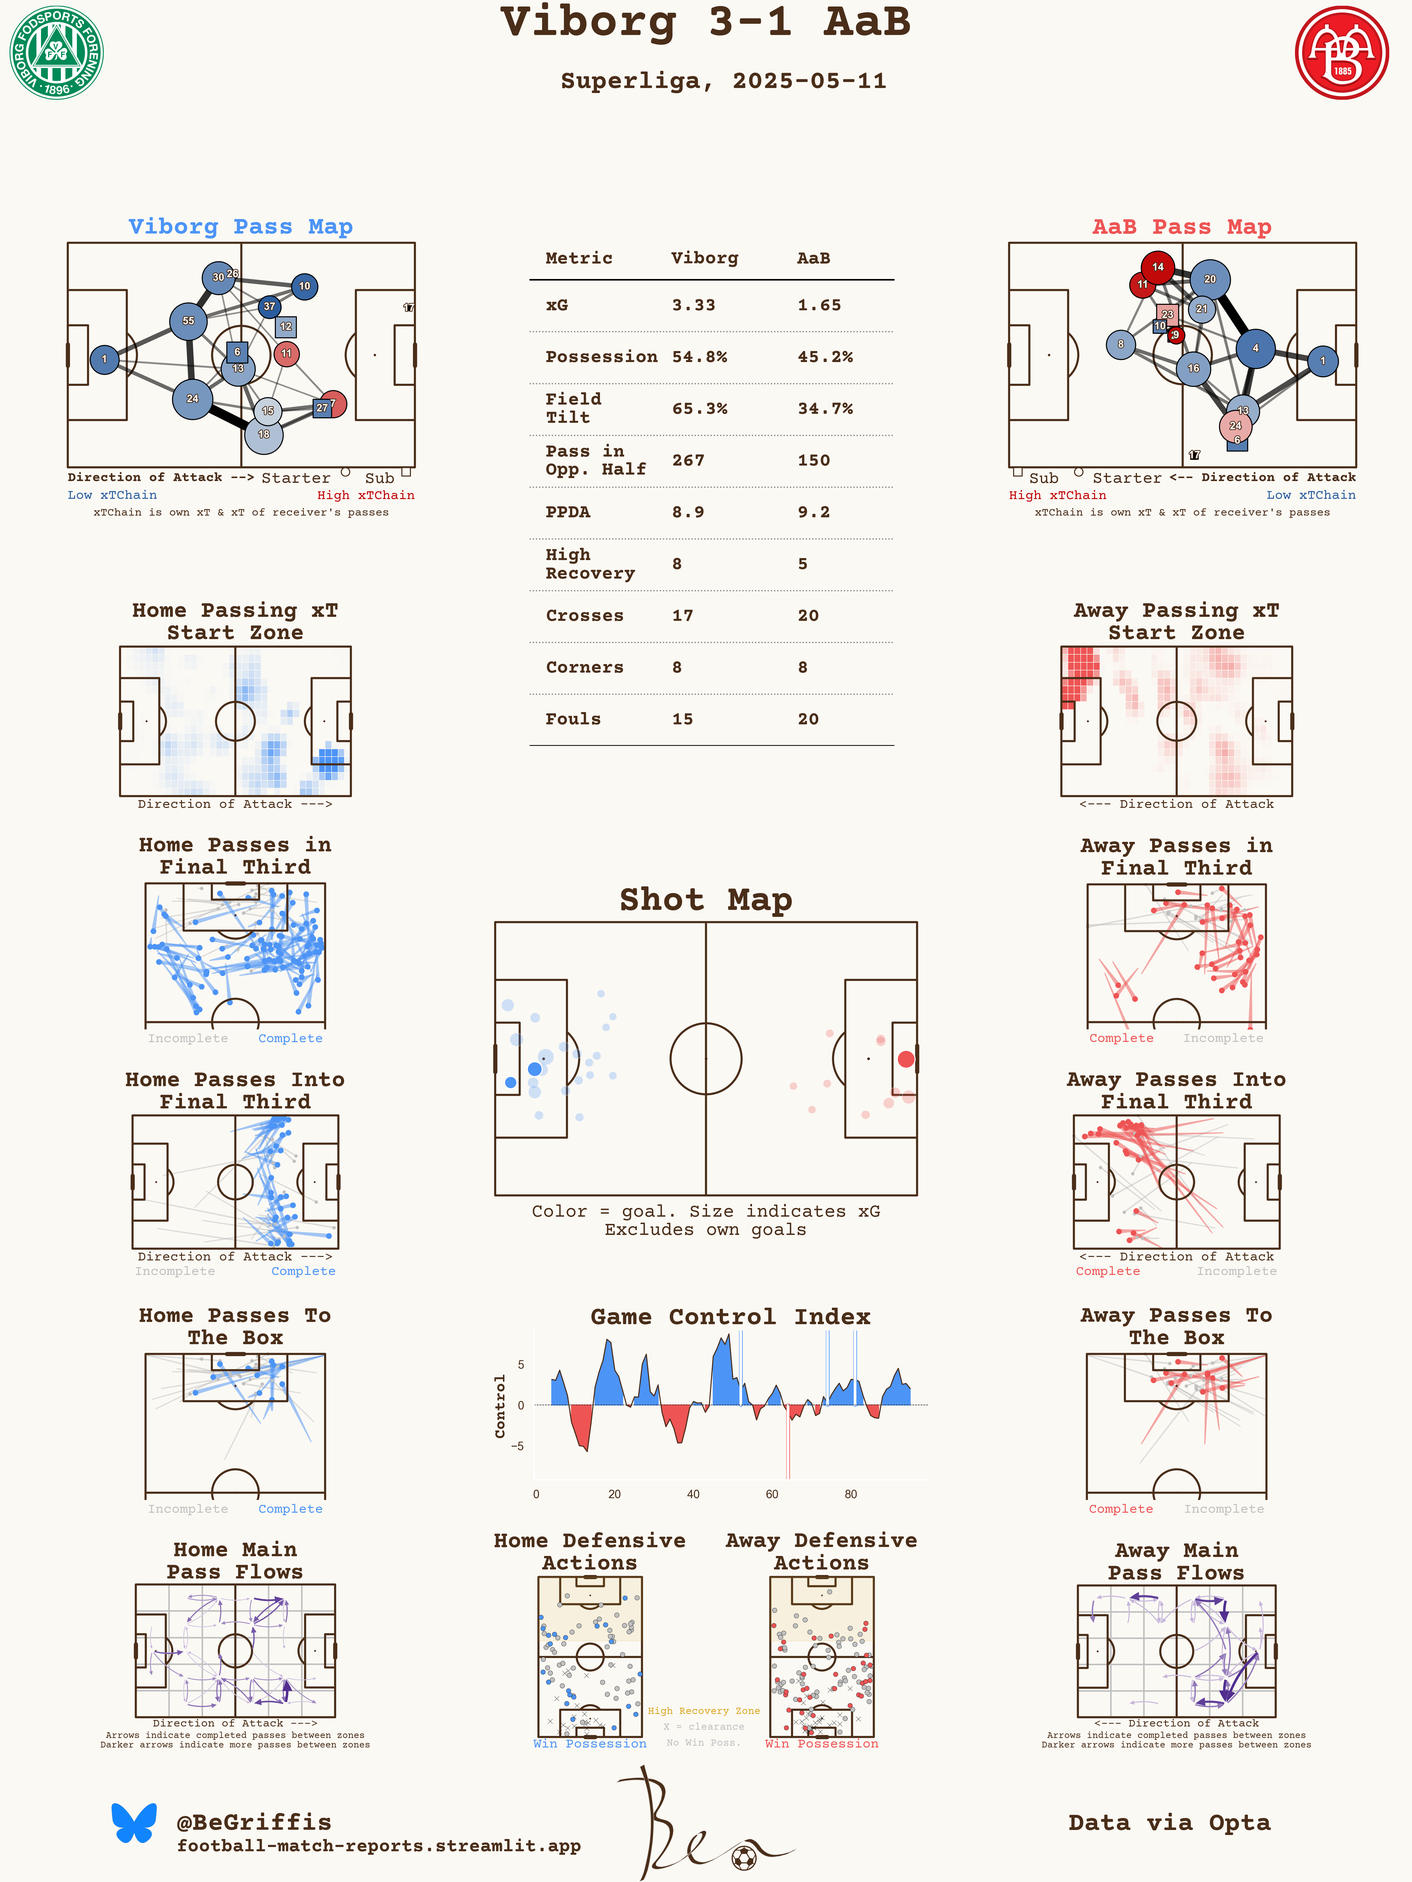 Viborg 3-1 AaB
Superliga, 2025-05-11
VIBORG FODSPORTS FORENING
· 1896 ·
V F F
1885
Viborg Pass Map
30 26 10
37
55 12
1 6 11
13
24 15 27 7
18
17
Direction of Attack --> Starter Sub
Low xTChain High xTChain
xTChain is own xT & xT of receiver's passes
Metric Viborg AaB
xG 3.33 1.65
Possession 54.8% 45.2%
Field
Tilt 65.3% 34.7%
Pass in
Opp. Half 267 150
PPDA 8.9 9.2
High
Recovery 8 5
Crosses 17 20
Corners 8 8
Fouls 15 20
AaB Pass Map
14 20
11
21
23
10
9
8 4 1
16
13
24
6
17
Sub Starter <-- Direction of Attack
High xTChain Low xTChain
xTChain is own xT & xT of receiver's passes
Home Passing xT
Start Zone
Direction of Attack --->
Away Passing xT
Start Zone
<--- Direction of Attack
Home Passes in
Final Third
Incomplete Complete
Away Passes in
Final Third
Complete Incomplete
Shot Map
Color = goal. Size indicates xG
Excludes own goals
Home Passes Into
Final Third
Direction of Attack --->
Incomplete Complete
Away Passes Into
Final Third
<--- Direction of Attack
Complete Incomplete
Home Passes To
The Box
Incomplete Complete
Game Control Index
Control
5
0
−5
0 20 40 60 80
Away Passes To
The Box
Complete Incomplete
Home Main
Pass Flows
Direction of Attack --->
Arrows indicate completed passes between zones
Darker arrows indicate more passes between zones
Home Defensive
Actions
Win Possession
High Recovery Zone
X = clearance
No Win Poss.
Away Defensive
Actions
Win Possession
Away Main
Pass Flows
<--- Direction of Attack
Arrows indicate completed passes between zones
Darker arrows indicate more passes between zones
@BeGriffis
football-match-reports.streamlit.app
Ben
Data via Opta